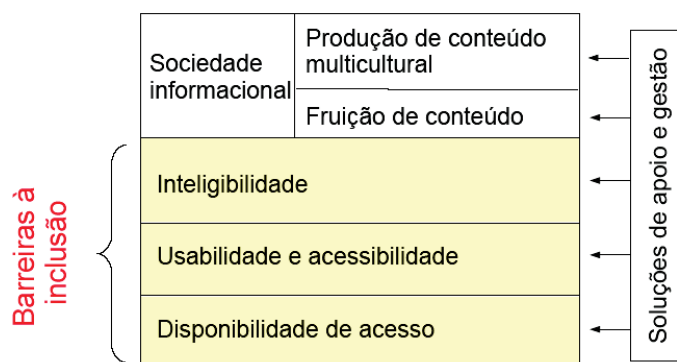 Sociedade
informacional
Produção de conteúdo
multicultural
Fruição de conteúdo
Inteligibilidade
Usabilidade e acessibilidade
Disponibilidade de acesso
Barreiras à
inclusão
Soluções de apoio e gestão